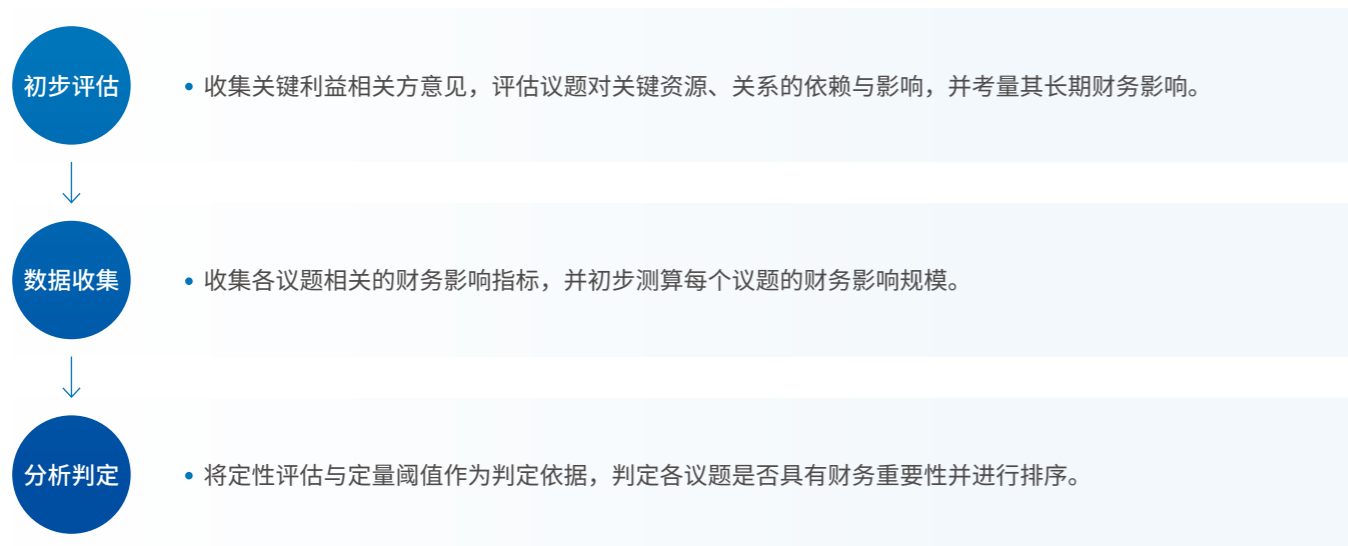 初步评估
• 收集关键利益相关方意见，评估议题对关键资源、关系的依赖与影响，并考量其长期财务影响。
数据收集
• 收集各议题相关的财务影响指标，并初步测算每个议题的财务影响规模。
分析判定
• 将定性评估与定量阈值作为判定依据，判定各议题是否具有财务重要性并进行排序。